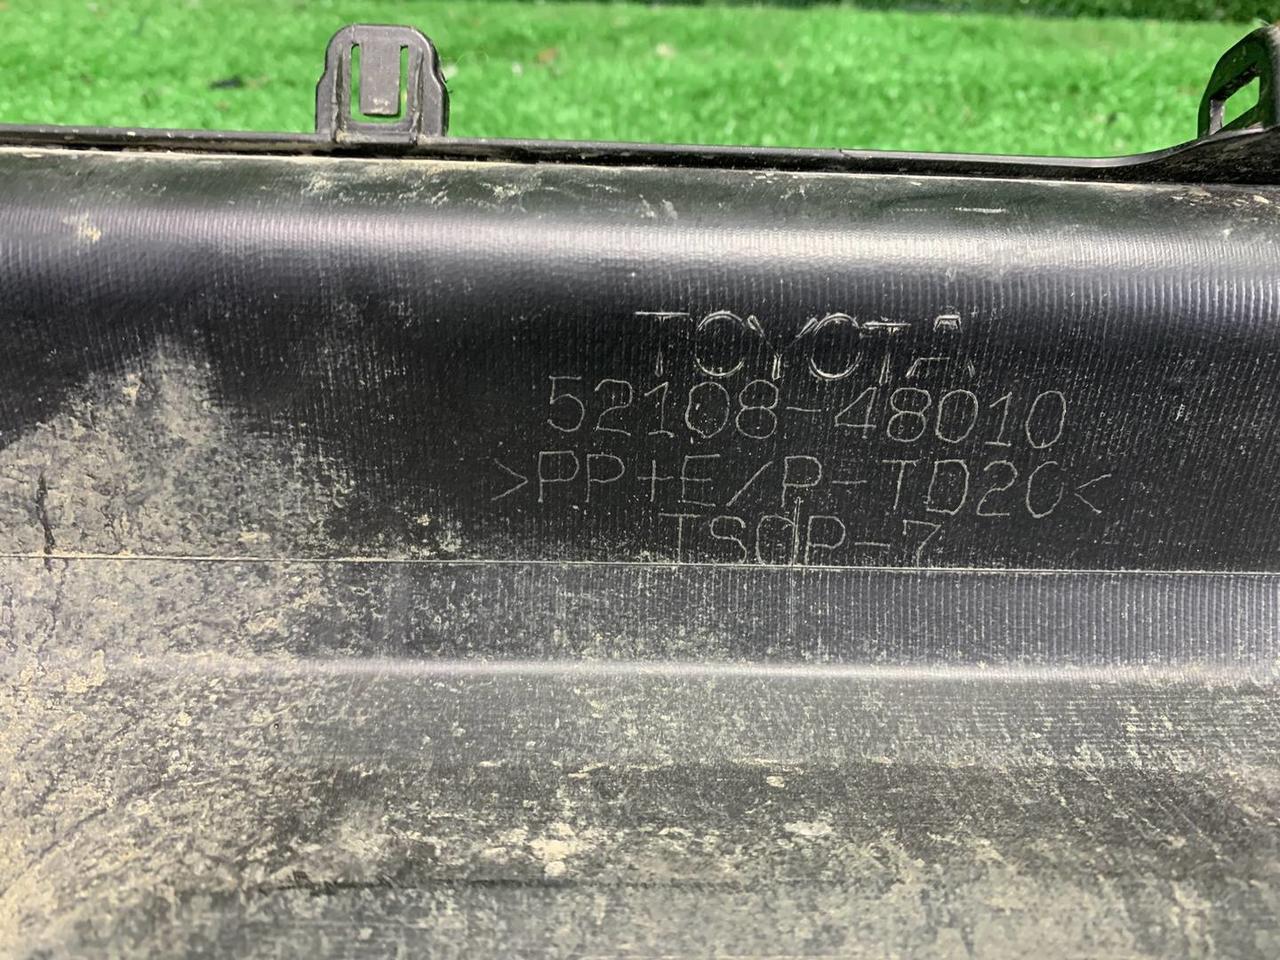 TOYOTA
52108-48010
>PP+E/P-TD20<
TSOP-7